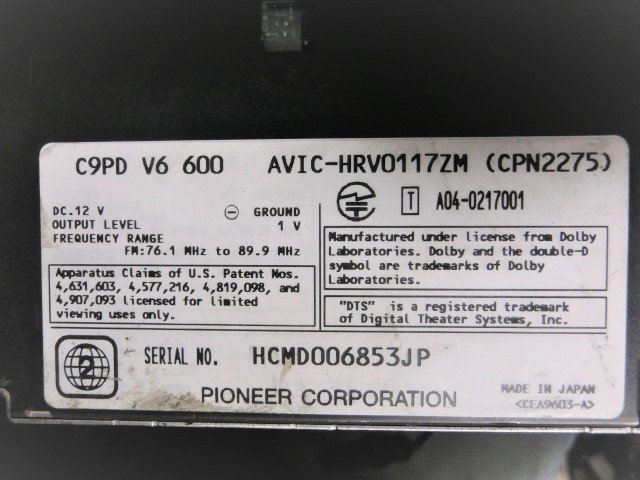 C9PD V6 600 AVIC-HRV0117ZM (CPN2275)
DC.12 V ⊖ GROUND
OUTPUT LEVEL 1 V
FREQUENCY RANGE
FM:76.1 MHz to 89.9 MHz
T A04-0217001
Apparatus Claims of U.S. Patent Nos.
4,631,603, 4,577,216, 4,819,098, and
4,907,093 licensed for limited
viewing uses only.
Manufactured under license from Dolby
Laboratories. Dolby and the double-D
symbol are trademarks of Dolby
Laboratories.
"DTS" is a registered trademark
of Digital Theater Systems, Inc.
2
SERIAL NO. HCMD006853JP
PIONEER CORPORATION
MADE IN JAPAN
<CEA9603-A>